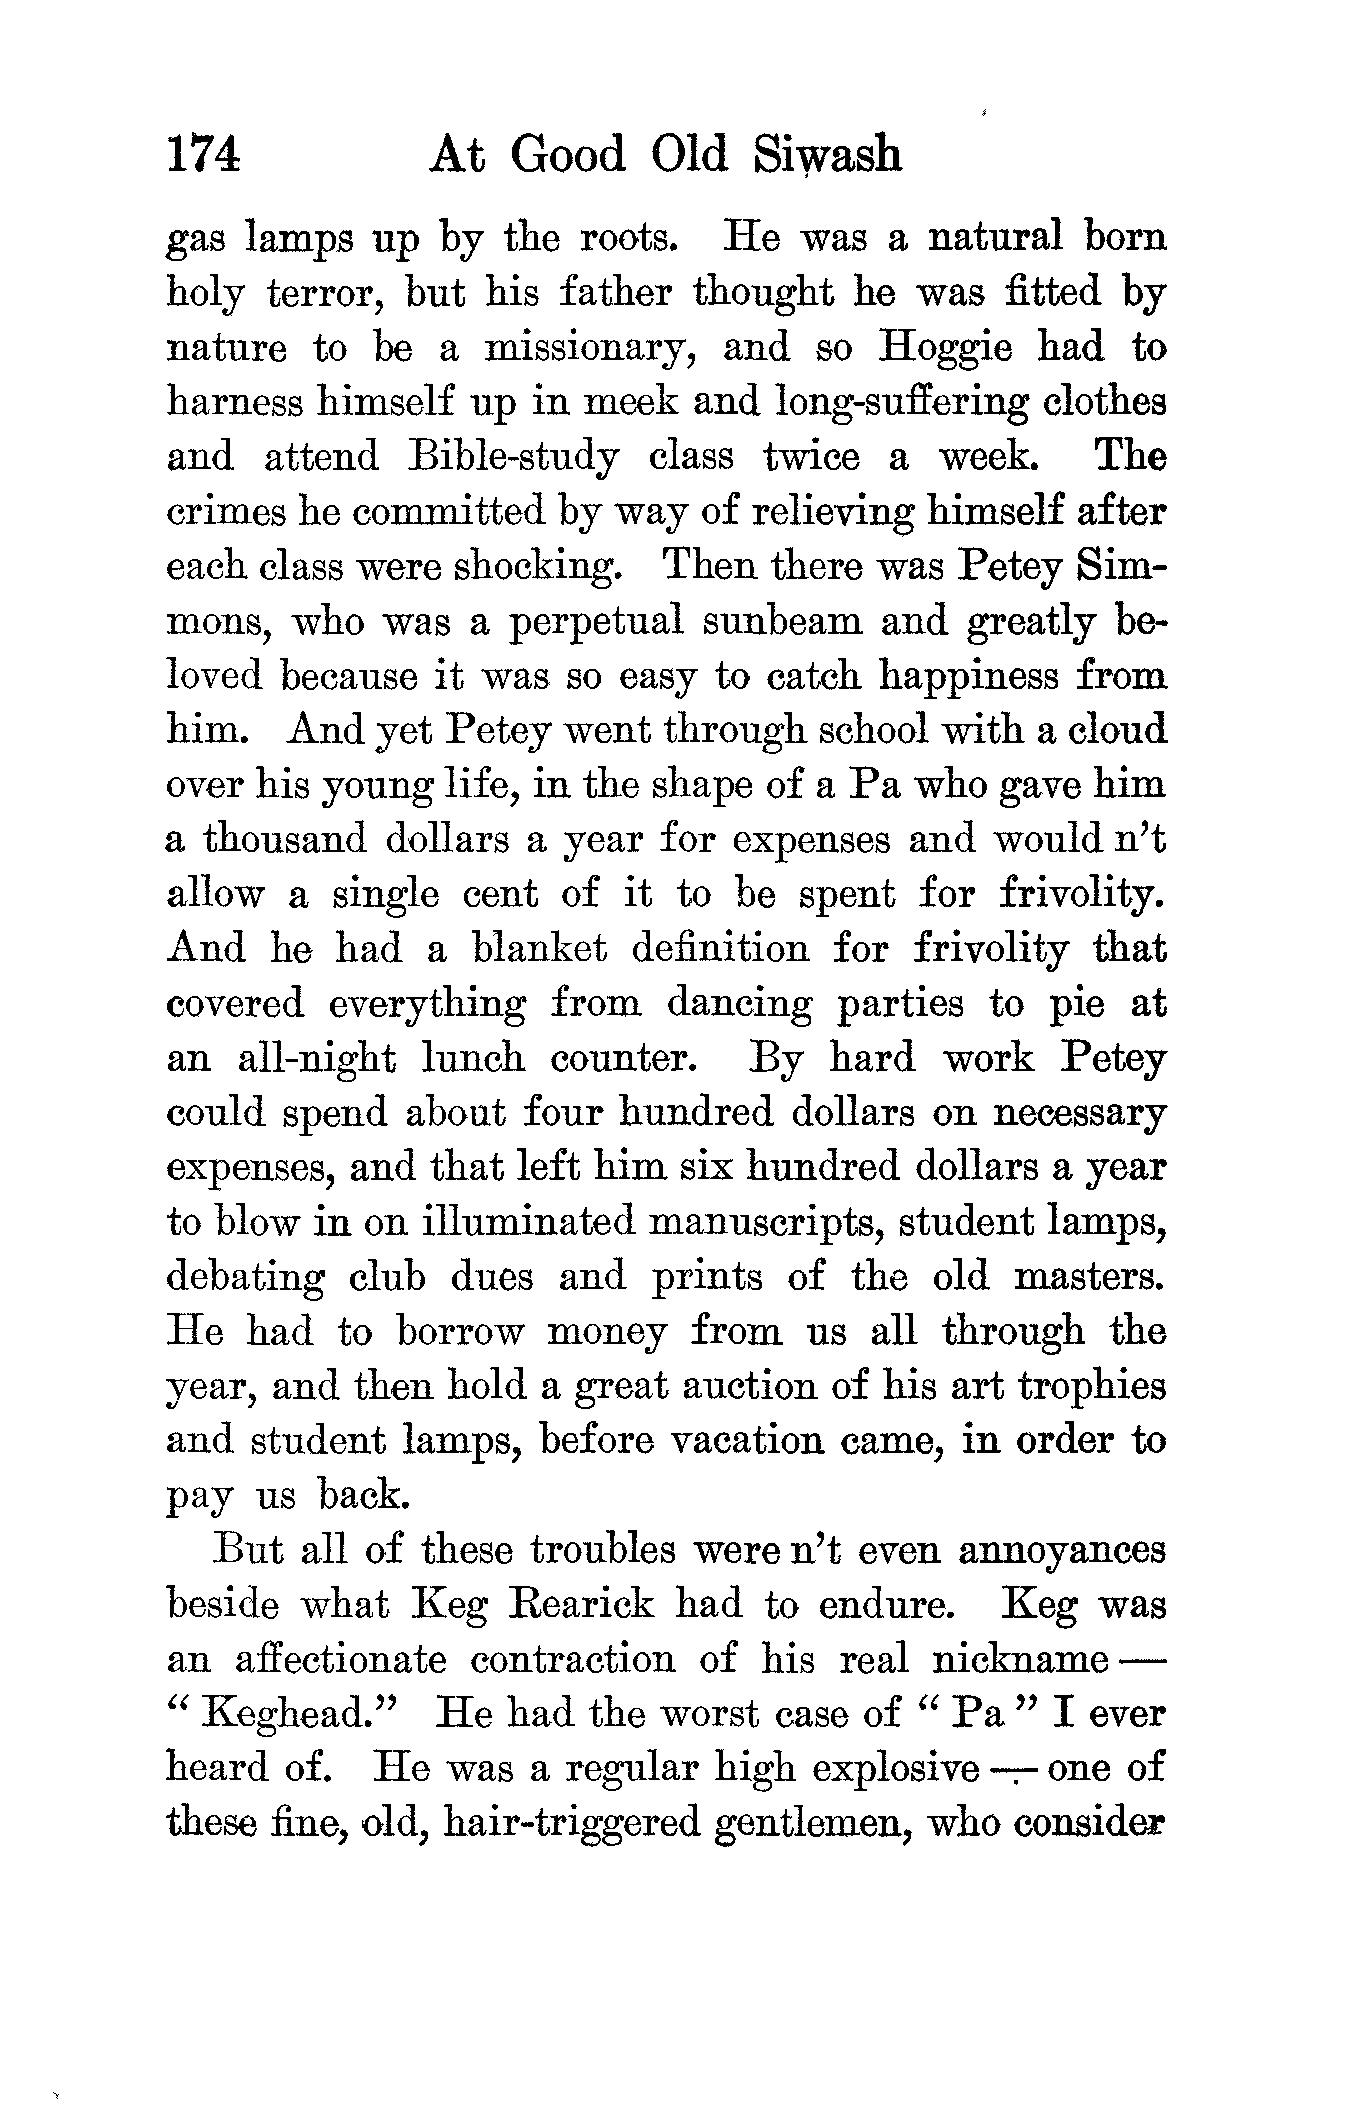 174 At Good Old Siwash
gas lamps up by the roots. He was a natural born
holy terror, but his father thought he was fitted by
nature to be a missionary, and so Hoggie had to
harness himself up in meek and long-suffering clothes
and attend Bible-study class twice a week. The
crimes he committed by way of relieving himself after
each class were shocking. Then there was Petey Sim-
mons, who was a perpetual sunbeam and greatly be-
loved because it was so easy to catch happiness from
him. And yet Petey went through school with a cloud
over his young life, in the shape of a Pa who gave him
a thousand dollars a year for expenses and would n't
allow a single cent of it to be spent for frivolity.
And he had a blanket definition for frivolity that
covered everything from dancing parties to pie at
an all-night lunch counter. By hard work Petey
could spend about four hundred dollars on necessary
expenses, and that left him six hundred dollars a year
to blow in on illuminated manuscripts, student lamps,
debating club dues and prints of the old masters.
He had to borrow money from us all through the
year, and then hold a great auction of his art trophies
and student lamps, before vacation came, in order to
pay us back.
But all of these troubles were n't even annoyances
beside what Keg Rearick had to endure. Keg was
an affectionate contraction of his real nickname —
" Keghead." He had the worst case of " Pa " I ever
heard of. He was a regular high explosive — one of
these fine, old, hair-triggered gentlemen, who consider